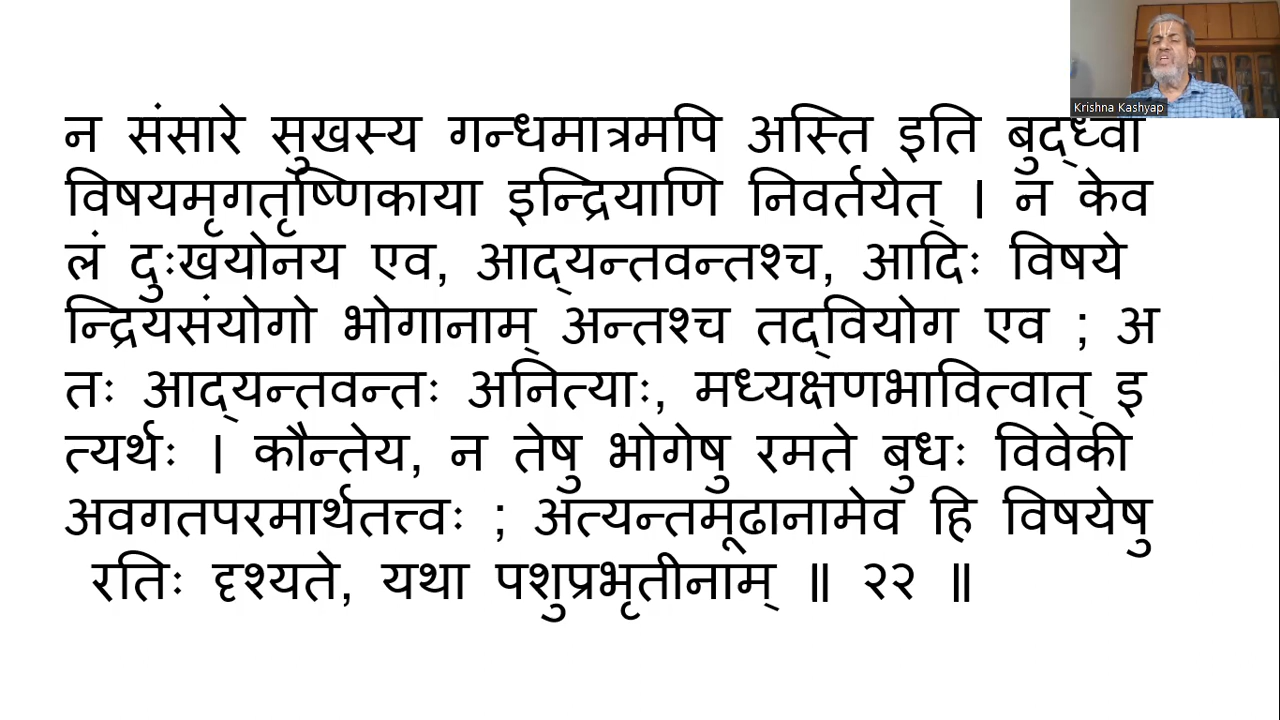 Krishna Kashyap
न संसारे सुखस्य गन्धमात्रमपि अस्ति इति बुद्ध्वा
विषयमृगतृष्णिकाया इन्द्रियाणि निवर्तयेत् । न केव
लं दुःखयोनय एव, आद्यन्तवन्तश्च, आदिः विषये
न्द्रियसंयोगो भोगानाम् अन्तश्च तद्वियोग एव ; अ
तः आद्यन्तवन्तः अनित्याः, मध्यक्षणभावित्वात् इ
त्यर्थः । कौन्तेय, न तेषु भोगेषु रमते बुधः विवेकी
अवगतपरमार्थतत्त्वः ; अत्यन्तमूढानामेव हि विषयेषु
रतिः दृश्यते, यथा पशुप्रभृतीनाम् ॥ २२ ॥